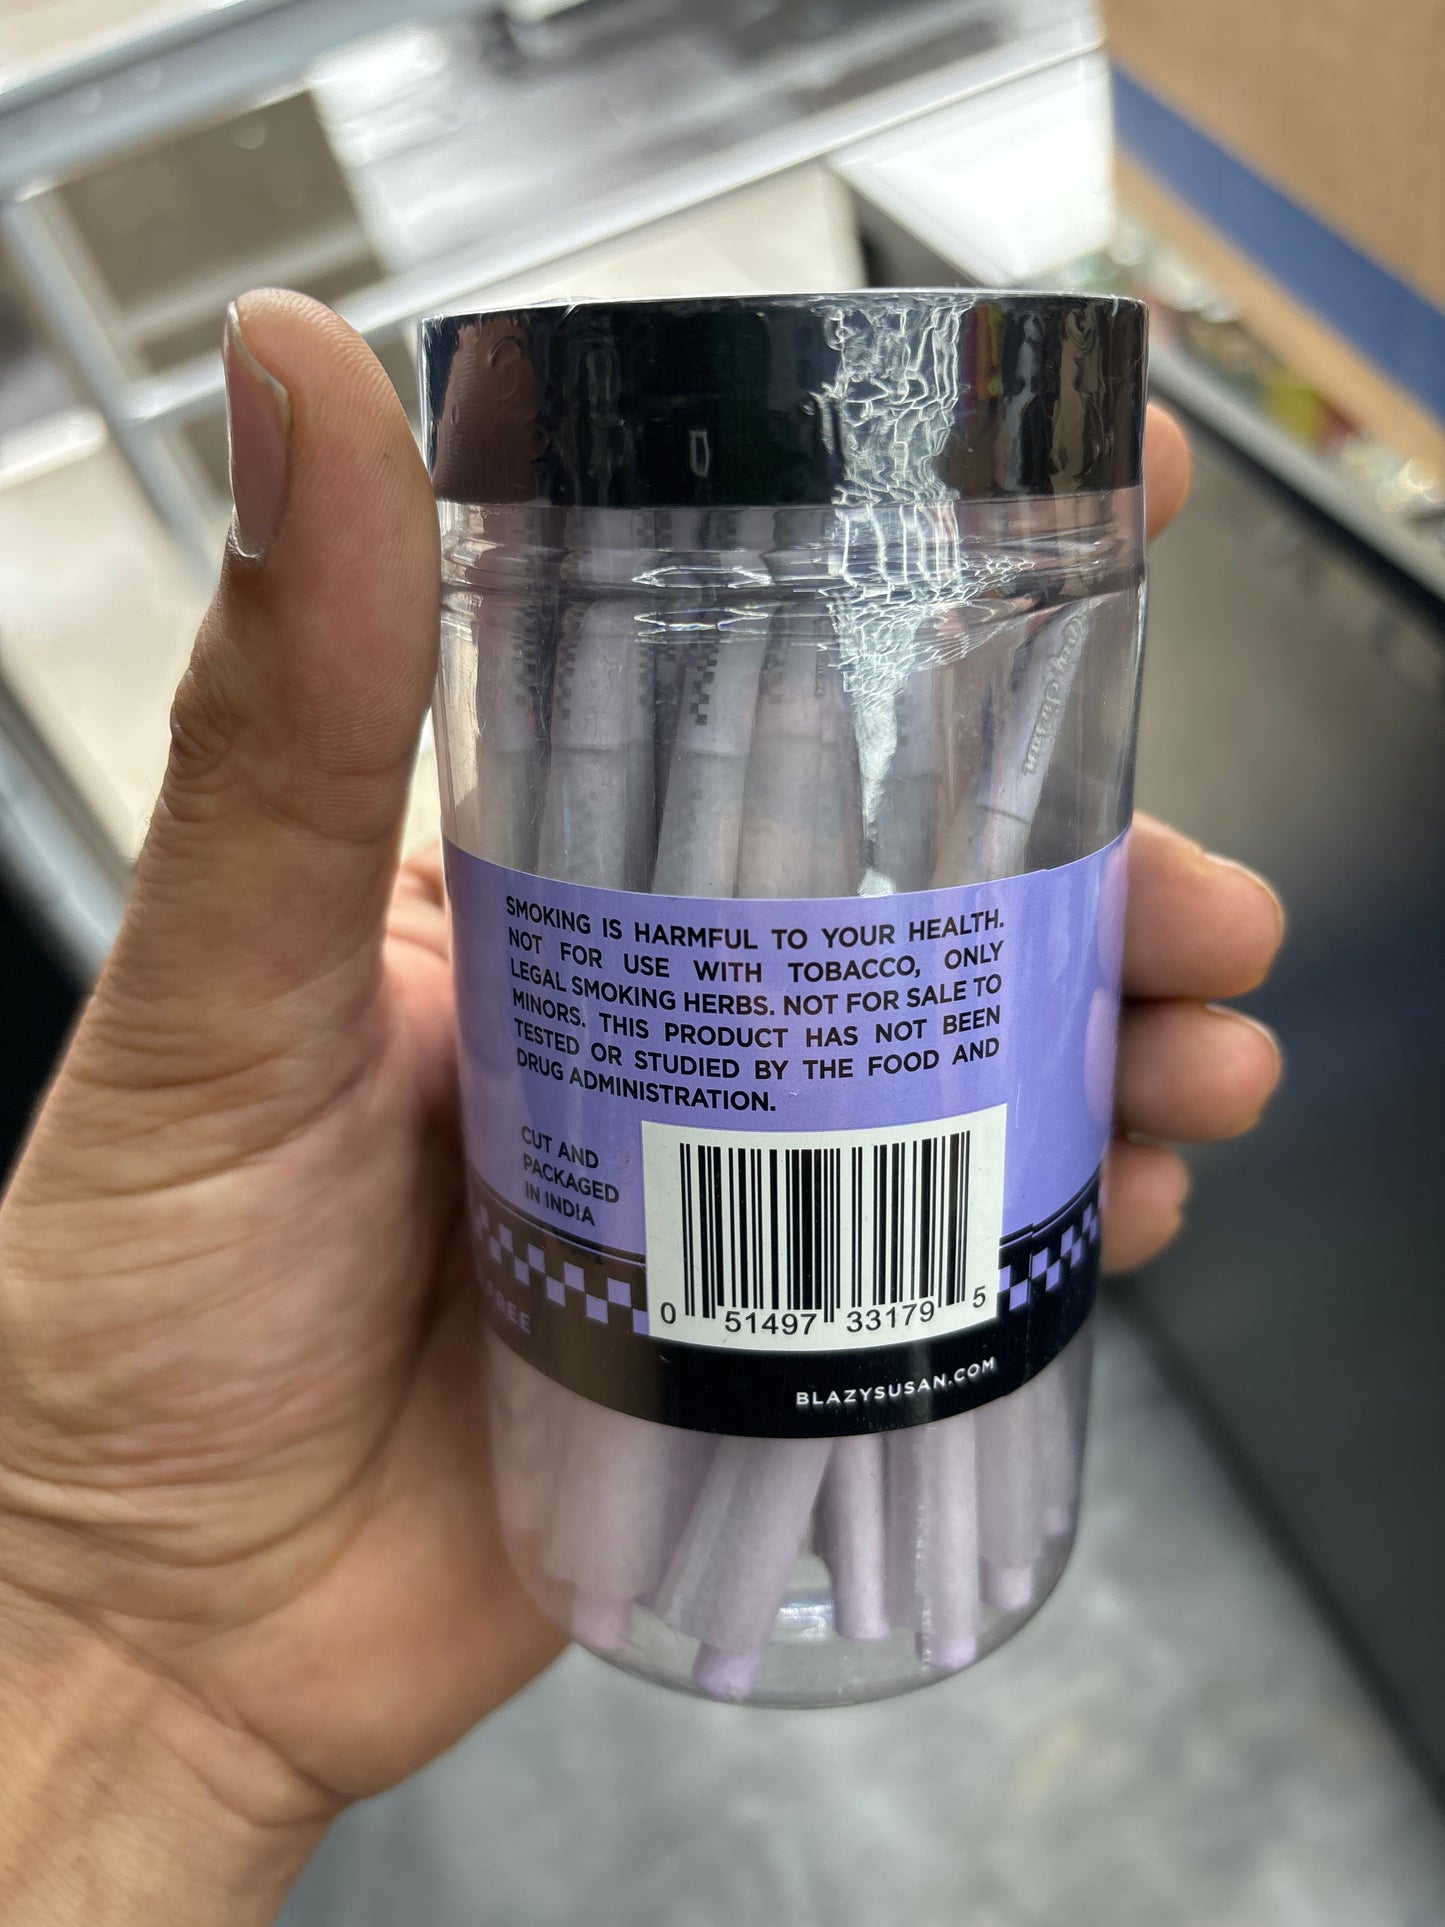 SMOKING IS HARMFUL TO YOUR HEALTH.
NOT FOR USE WITH TOBACCO, ONLY
LEGAL SMOKING HERBS. NOT FOR SALE TO
MINORS. THIS PRODUCT HAS NOT BEEN
TESTED OR STUDIED BY THE FOOD AND
DRUG ADMINISTRATION.
CUT AND
PACKAGED
IN INDIA
0 51497 33179 5
FREE
BLAZYSUSAN.COM